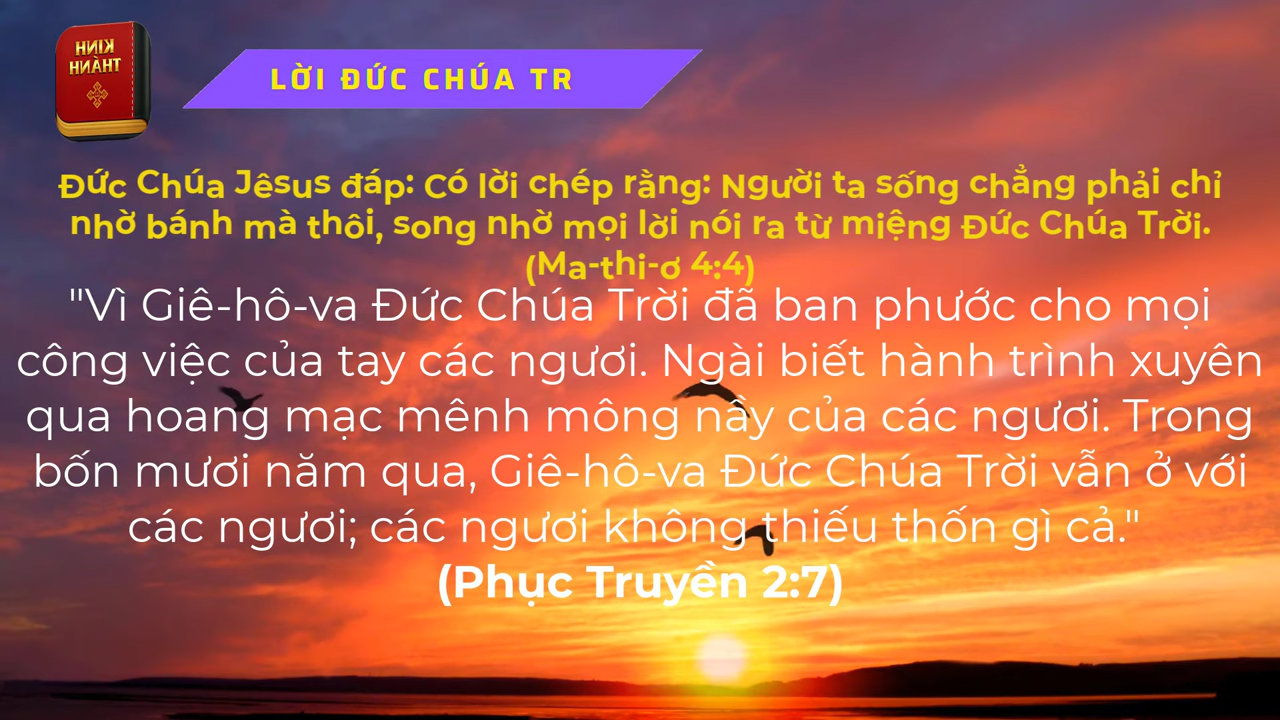 KINH
THÀNH
LỜI ĐỨC CHÚA TR
Đức Chúa Jêsus đáp: Có lời chép rằng: Người ta sống chẳng phải chỉ
nhờ bánh mà thôi, song nhờ mọi lời nói ra từ miệng Đức Chúa Trời.
(Ma-thi-ơ 4:4)
"Vì Giê-hô-va Đức Chúa Trời đã ban phước cho mọi
công việc của tay các ngươi. Ngài biết hành trình xuyên
qua hoang mạc mênh mông nầy của các ngươi. Trong
bốn mươi năm qua, Giê-hô-va Đức Chúa Trời vẫn ở với
các ngươi; các ngươi không thiếu thốn gì cả."
(Phục Truyền 2:7)